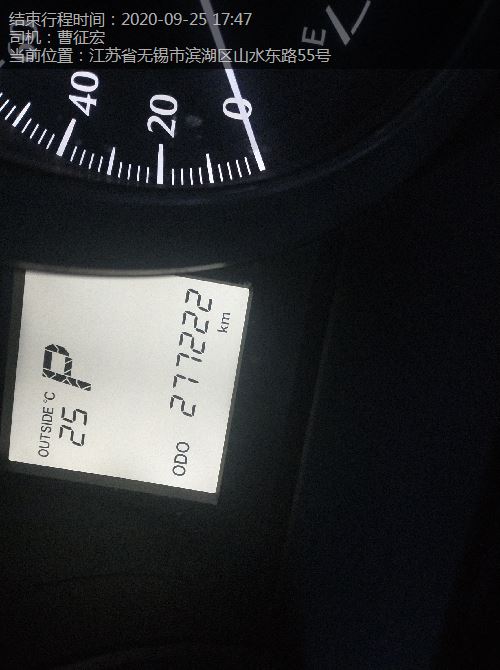 结束行程时间：2020-09-25 17:47
司机：曹征宏
当前位置：江苏省无锡市滨湖区山水东路55号
40
20
0
E
OUTSIDE °C
25
P
ODO 277222 km